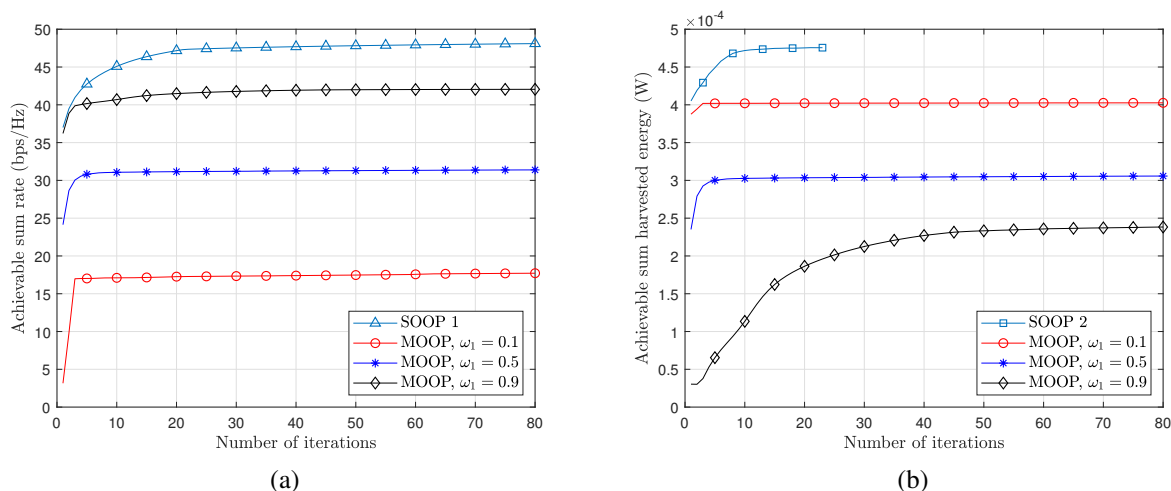 50
45
40
35
30
25
20
15
10
5
0
0 10 20 30 40 50 60 70 80
Achievable sum rate (bps/Hz)
Number of iterations
SOOP 1
MOOP, ω₁ = 0.1
MOOP, ω₁ = 0.5
MOOP, ω₁ = 0.9
(a)
×10⁻⁴
5
4.5
4
3.5
3
2.5
2
1.5
1
0.5
0
0 10 20 30 40 50 60 70 80
Achievable sum harvested energy (W)
Number of iterations
SOOP 2
MOOP, ω₁ = 0.1
MOOP, ω₁ = 0.5
MOOP, ω₁ = 0.9
(b)